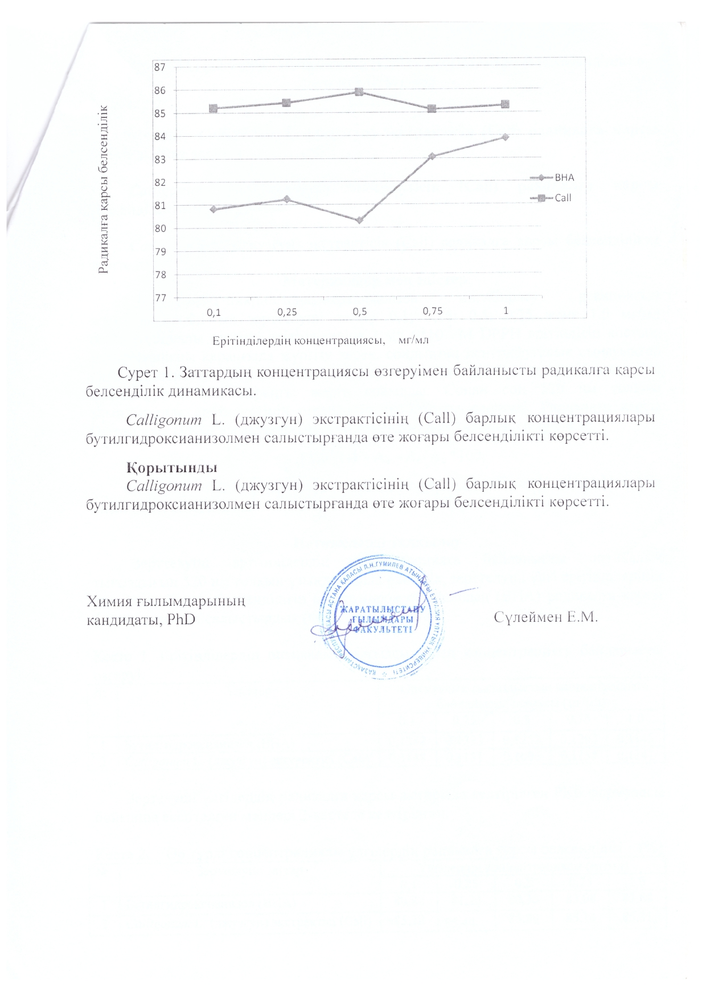 87
86
85
84
83
82
81
80
79
78
77
Радикалға қарсы белсенділік
BHA
Call
0,1 0,25 0,5 0,75 1
Ерітінділердің концентрациясы, мг/мл
Сурет 1. Заттардың концентрациясы өзгеруімен байланысты радикалға қарсы
белсенділік динамикасы.
Calligonum L. (джузгун) экстрактісінің (Call) барлық концентрациялары
бутилгидроксианизолмен салыстырғанда өте жоғары белсенділікті көрсетті.
Қорытынды
Calligonum L. (джузгун) экстрактісінің (Call) барлық концентрациялары
бутилгидроксианизолмен салыстырғанда өте жоғары белсенділікті көрсетті.
Химия ғылымдарының
кандидаты, PhD
ҚАЗАҚСТАН РЕСПУБЛИКАСЫ АСТАНА ҚАЛАСЫ Л.Н.ГУМИЛЕВ АТЫНДАҒЫ ЕУРАЗИЯ ҰЛТТЫҚ УНИВЕРСИТЕТІ
ЖАРАТЫЛЫСТАНУ
ҒЫЛЫМДАРЫ
ФАКУЛЬТЕТІ
Сүлеймен Е.М.